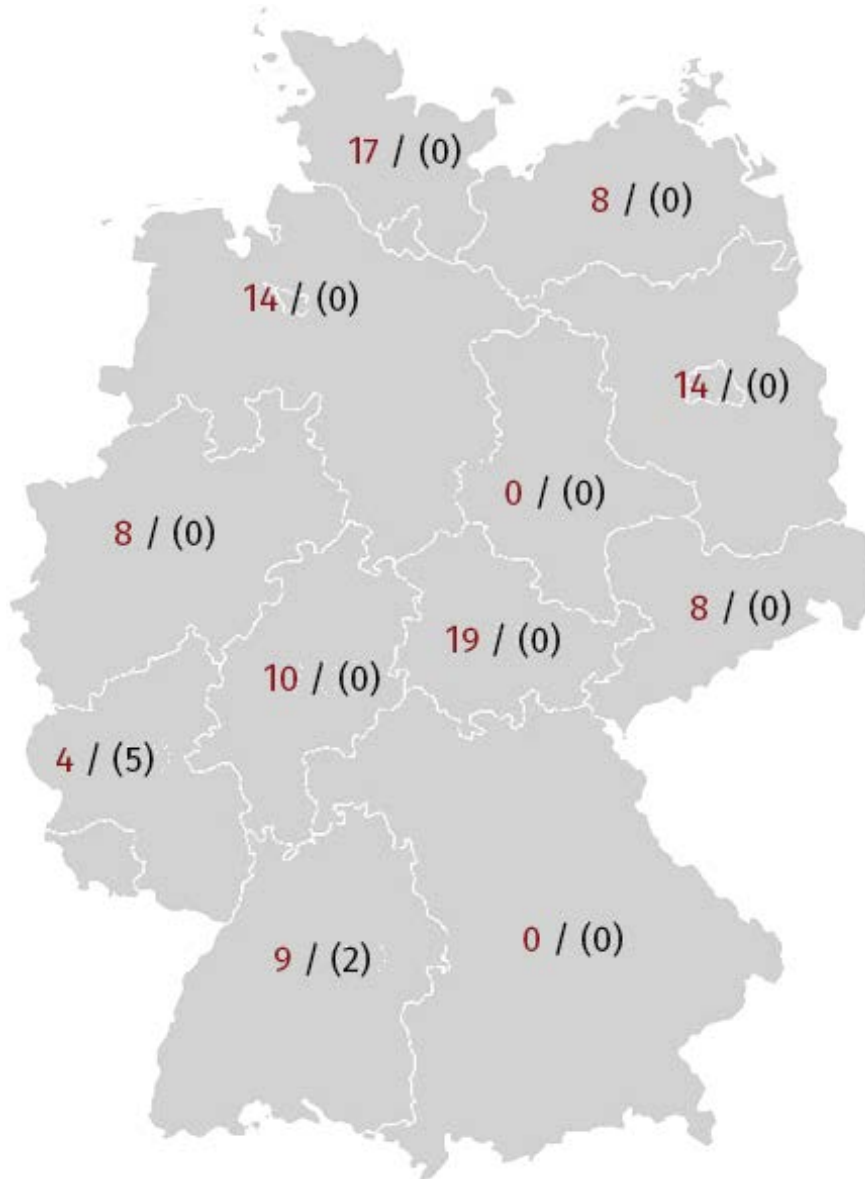 17 / (0)
8 / (0)
14 / (0)
14 / (0)
0 / (0)
8 / (0)
8 / (0)
19 / (0)
10 / (0)
4 / (5)
0 / (0)
9 / (2)